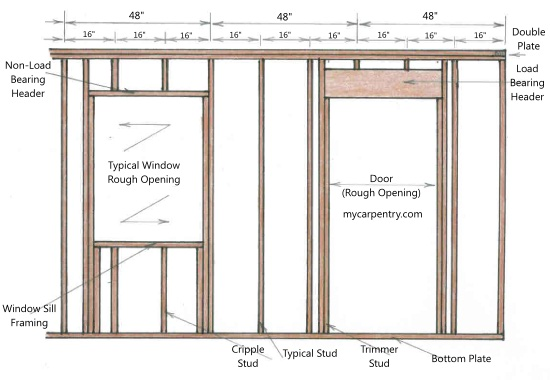 48"
48"
48"
16"
16"
16"
16"
16"
16"
16"
16"
16"
Double
Plate
Non-Load
Bearing
Header
Load
Bearing
Header
Typical Window
Rough Opening
Door
(Rough Opening)
mycarpentry.com
Window Sill
Framing
Cripple
Stud
Typical Stud
Trimmer
Stud
Bottom Plate